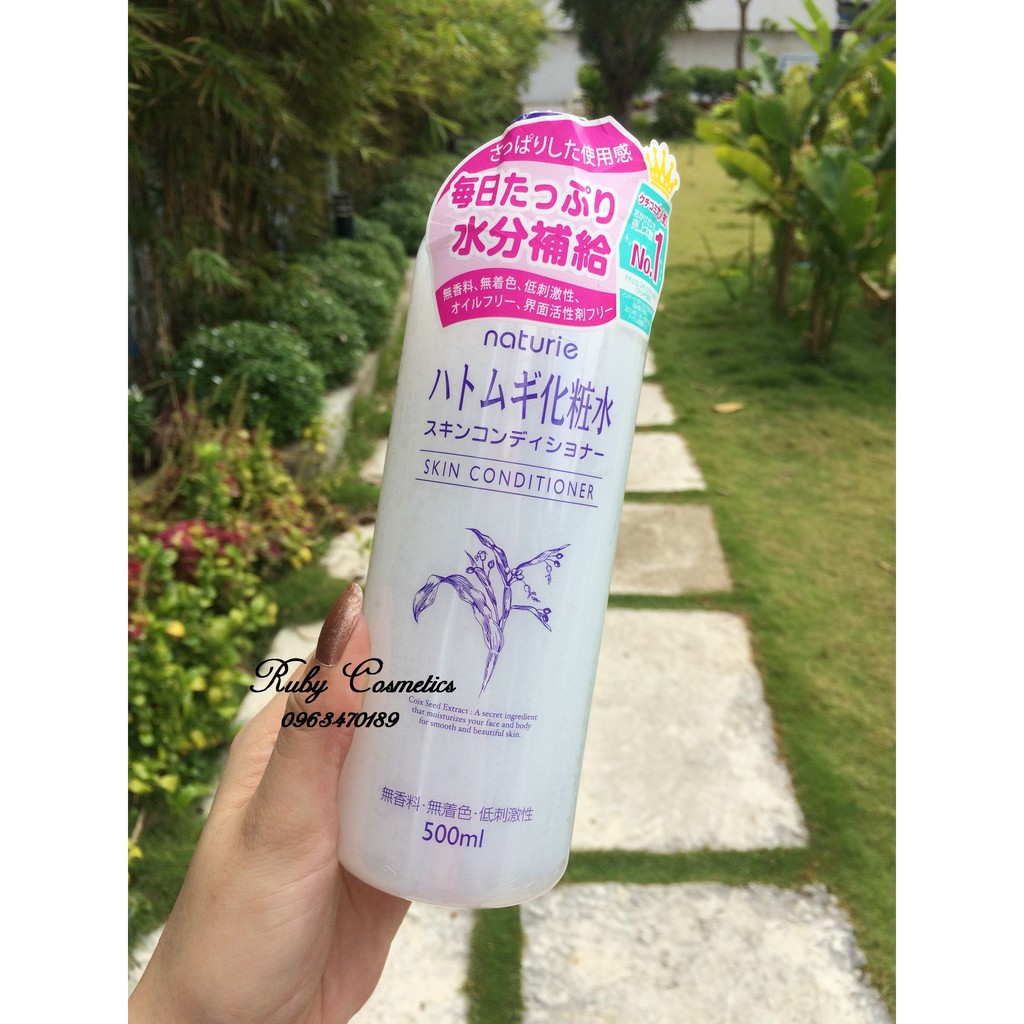 さっぱりした使用感
毎日たっぷり
水分補給
無香料、無着色、低刺激性、
オイルフリー、界面活性剤フリー
クチコミ
No.1
naturie
ハトムギ化粧水
スキンコンディショナー
SKIN CONDITIONER
Ruby Cosmetics
0963470189
Coix Seed Extract : A secret ingredient
that moisturizes your face and body
for smooth and beautiful skin.
無香料・無着色・低刺激性
500ml